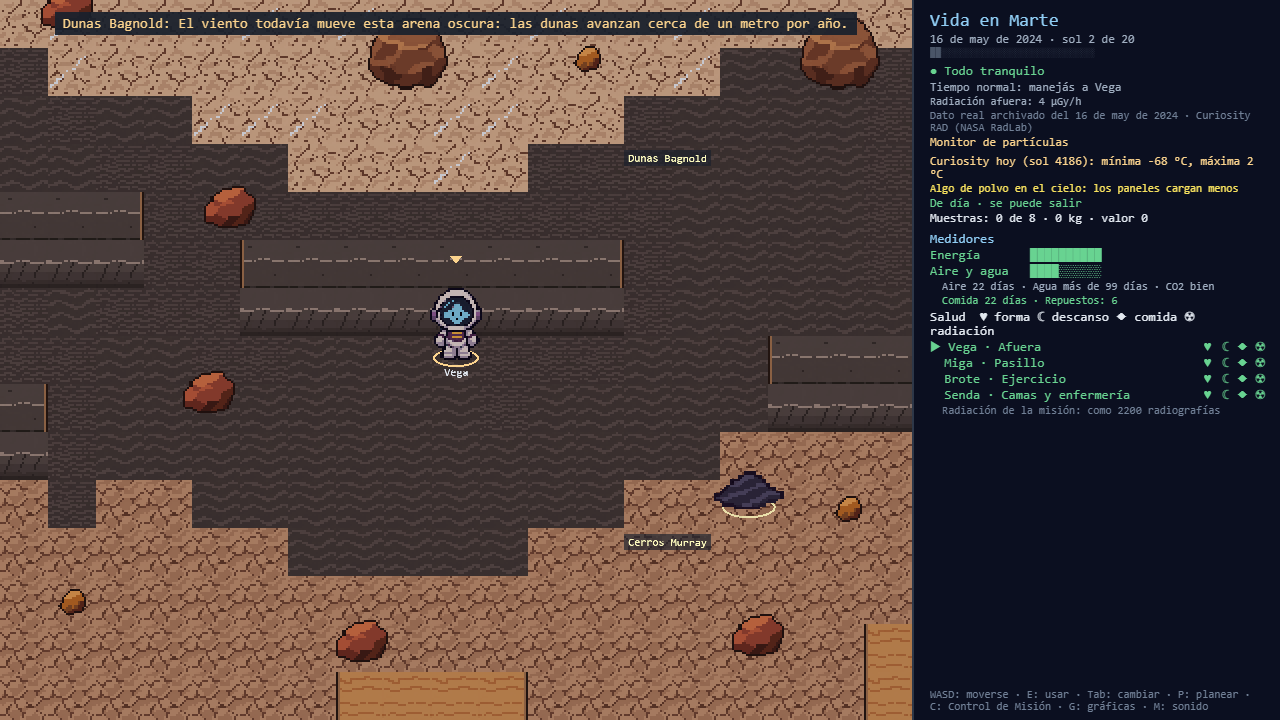 Dunas Bagnold: El viento todavía mueve esta arena oscura: las dunas avanzan cerca de un metro por año.
Dunas Bagnold
Vega
Cerros Murray
Vida en Marte
16 de may de 2024 · sol 2 de 20
● Todo tranquilo
Tiempo normal: manejás a Vega
Radiación afuera: 4 µGy/h
Dato real archivado del 16 de may de 2024 · Curiosity
RAD (NASA RadLab)
Monitor de partículas
Curiosity hoy (sol 4186): mínima -68 °C, máxima 2
°C
Algo de polvo en el cielo: los paneles cargan menos
De día · se puede salir
Muestras: 0 de 8 · 0 kg · valor 0
Medidores
Energía
Aire y agua
Aire 22 días · Agua más de 99 días · CO2 bien
Comida 22 días · Repuestos: 6
Salud ♥ forma ☾ descanso ◆ comida ☢
radiación
▶ Vega · Afuera ♥ ☾ ◆ ☢
Miga · Pasillo ♥ ☾ ◆ ☢
Brote · Ejercicio ♥ ☾ ◆ ☢
Senda · Camas y enfermería ♥ ☾ ◆ ☢
Radiación de la misión: como 2200 radiografías
WASD: moverse · E: usar · Tab: cambiar · P: planear ·
C: Control de Misión · G: gráficas · M: sonido